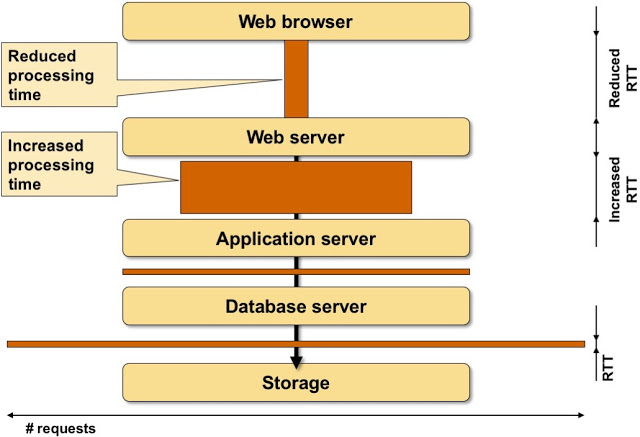 Web browser
Reduced
processing
time
Reduced
RTT
Web server
Increased
processing
time
Increased
RTT
Application server
Database server
RTT
Storage
# requests